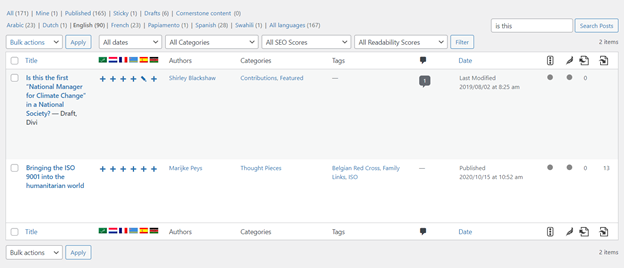 All (171) | Mine (1) | Published (165) | Sticky (1) | Drafts (6) | Cornerstone content (0)
Arabic (23) | Dutch (1) | English (90) | French (23) | Papiamento (1) | Spanish (28) | Swahili (1) | All languages (167)
is this Search Posts
Bulk actions Apply All dates All Categories All SEO Scores All Readability Scores Filter 2 items
Title Authors Categories Tags Date
Is this the first Shirley Blackshaw Contributions, Featured — 1 Last Modified 0
"National Manager 2019/08/02 at 8:25 am
for Climate Change"
in a National
Society? — Draft,
Divi
Bringing the ISO Marijke Peys Thought Pieces Belgian Red Cross, Family — Published 0 13
9001 into the Links, ISO 2020/10/15 at 10:52 am
humanitarian world
Title Authors Categories Tags Date
Bulk actions Apply 2 items